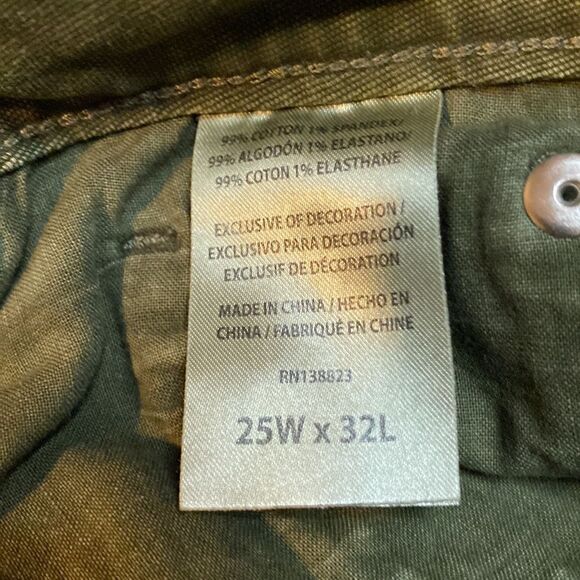 99% COTTON 1% SPANDEX/
99% ALGODÓN 1% ELASTANO/
99% COTON 1% ELASTHANE
EXCLUSIVE OF DECORATION /
EXCLUSIVO PARA DECORACIÓN
EXCLUSIF DE DÉCORATION
MADE IN CHINA / HECHO EN
CHINA / FABRIQUÉ EN CHINE
RN138823
25W x 32L